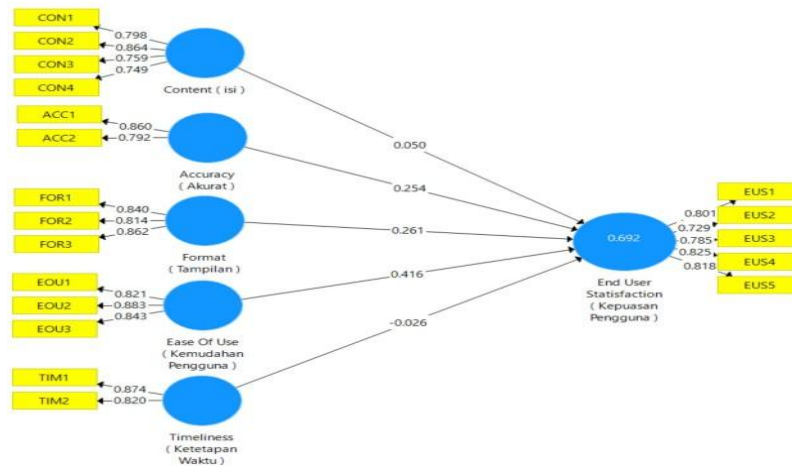 CON1
0.798
CON2
0.864
CON3
0.759
CON4
0.749
Content ( isi )
0.050
ACC1
0.860
ACC2
0.792
Accuracy
( Akurat )
0.254
FOR1
0.840
FOR2
0.814
FOR3
0.862
Format
( Tampilan )
0.261
EOU1
0.821
EOU2
0.883
EOU3
0.843
Ease Of Use
( Kemudahan
Pengguna )
0.416
TIM1
0.874
TIM2
0.820
Timeliness
( Ketetapan
Waktu )
-0.026
0.692
End User
Statisfaction
( Kepuasan
Pengguna )
0.801
EUS1
0.729
EUS2
0.785
EUS3
0.825
EUS4
0.818
EUS5